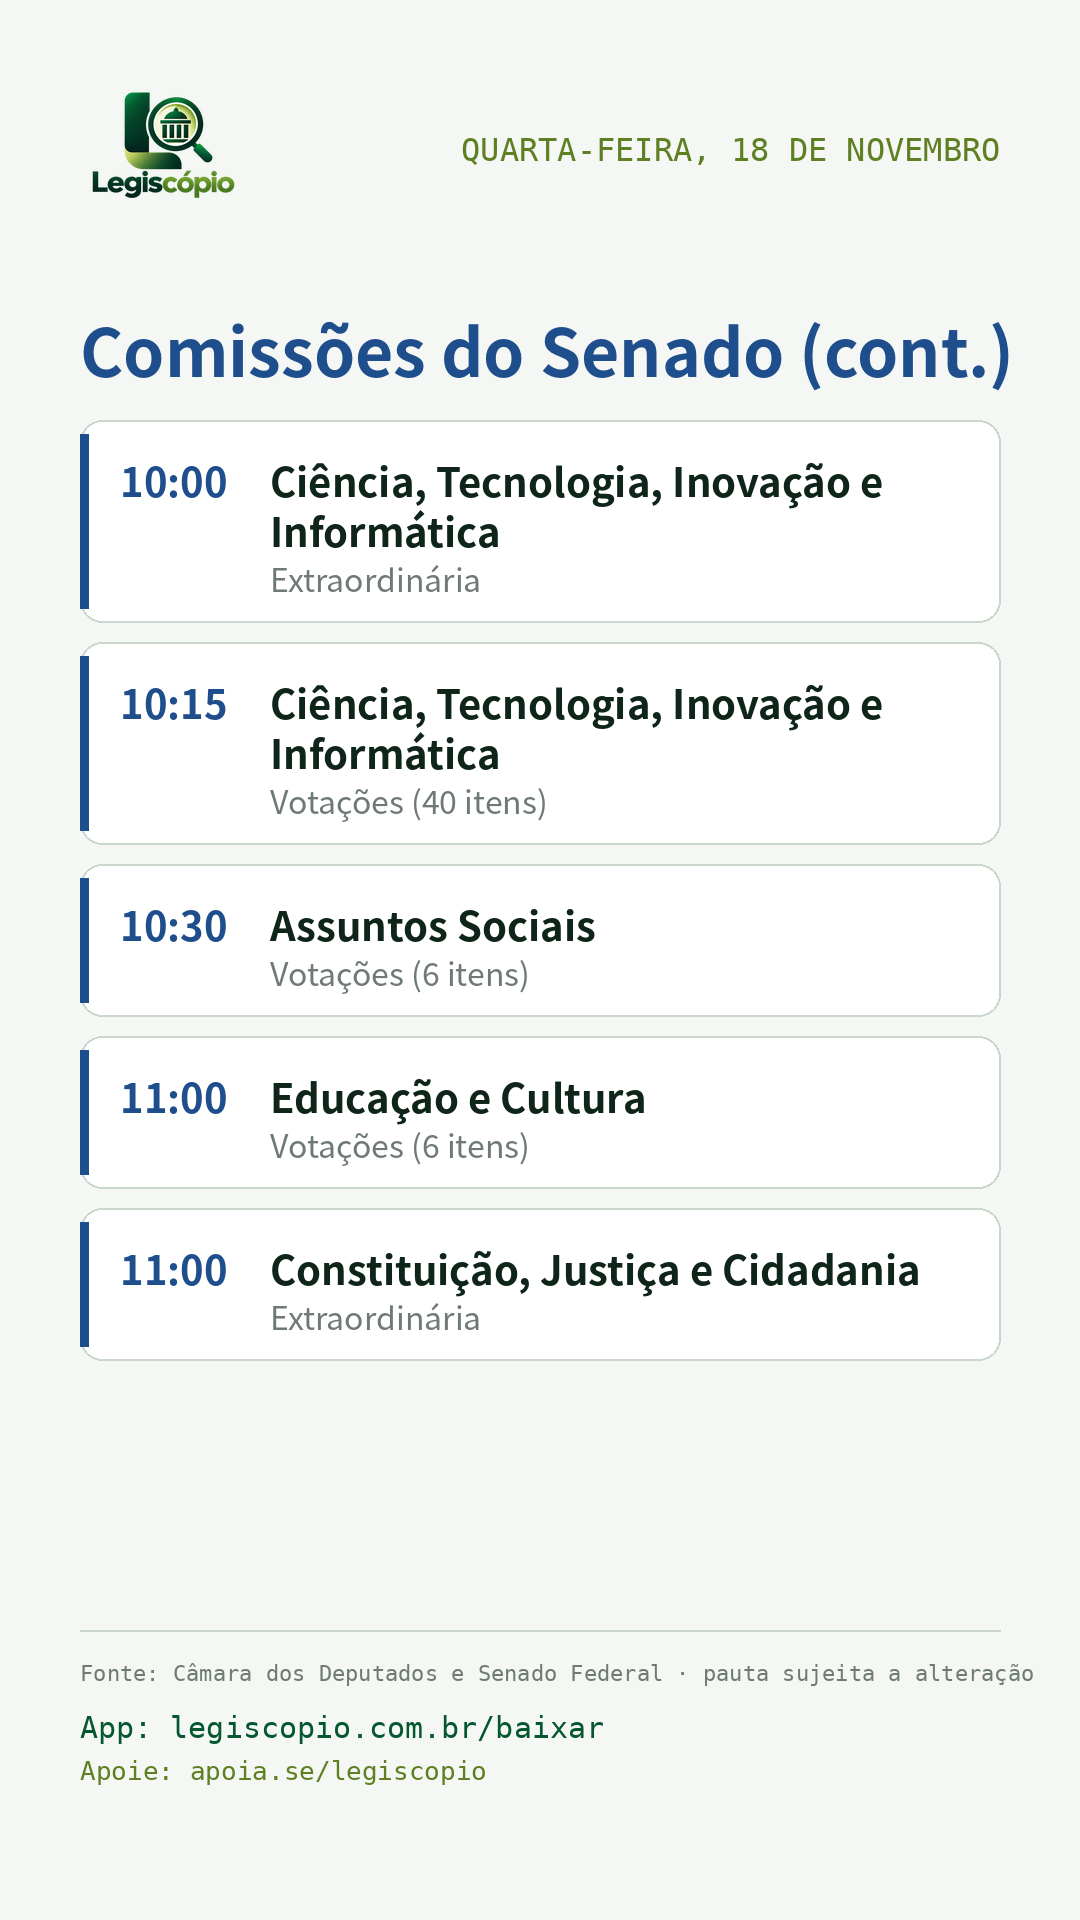 Legiscópio
QUARTA-FEIRA, 18 DE NOVEMBRO
Comissões do Senado (cont.)
10:00
Ciência, Tecnologia, Inovação e
Informática
Extraordinária
10:15
Ciência, Tecnologia, Inovação e
Informática
Votações (40 itens)
10:30
Assuntos Sociais
Votações (6 itens)
11:00
Educação e Cultura
Votações (6 itens)
11:00
Constituição, Justiça e Cidadania
Extraordinária
Fonte: Câmara dos Deputados e Senado Federal · pauta sujeita a alteração
App: legiscopio.com.br/baixar
Apoie: apoia.se/legiscopio